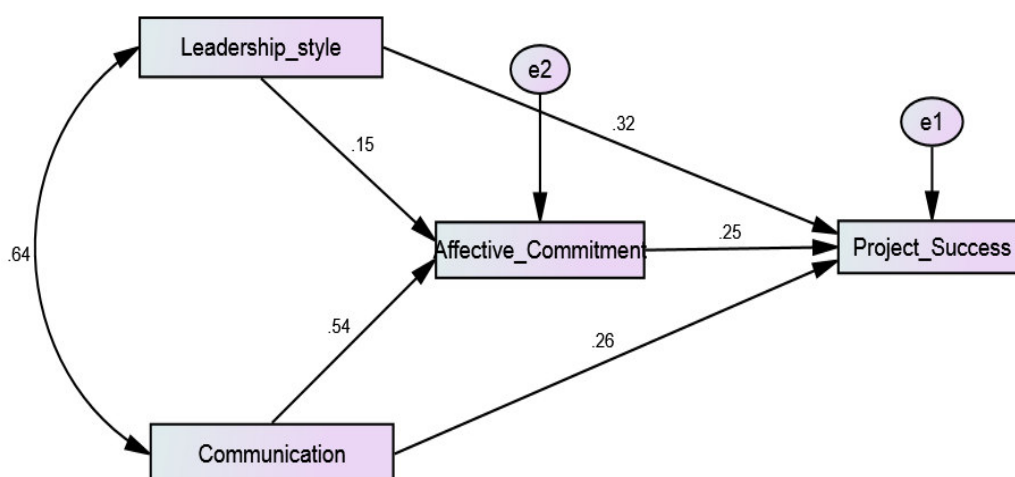 Leadership_style
e2
e1
.32
.15
Affective_Commitment
.25
Project_Success
.64
.54
.26
Communication